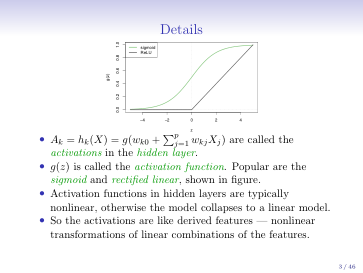 Details
sigmoid
ReLU
g(z)
0.0 0.2 0.4 0.6 0.8 1.0
−4 −2 0 2 4
z
• A_k = h_k(X) = g(w_{k0} + ∑_{j=1}^{p} w_{kj}X_j) are called the
activations in the hidden layer.
• g(z) is called the activation function. Popular are the
sigmoid and rectified linear, shown in figure.
• Activation functions in hidden layers are typically
nonlinear, otherwise the model collapses to a linear model.
• So the activations are like derived features — nonlinear
transformations of linear combinations of the features.
3 / 46